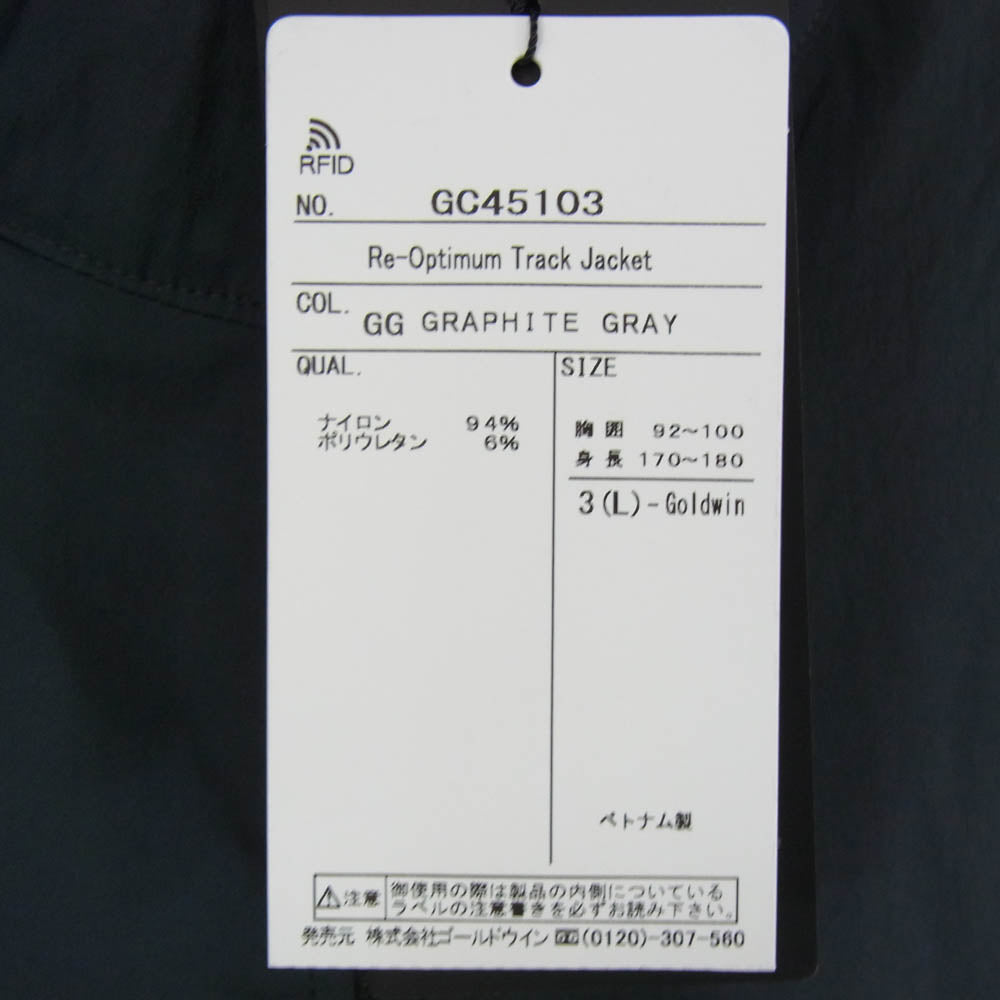 RFID
NO. GC45103
Re-Optimum Track Jacket
COL. GG GRAPHITE GRAY
QUAL.
ナイロン 94%
ポリウレタン 6%
SIZE
胸囲 92~100
身長 170~180
3(L)-Goldwin
ベトナム製
注意 御使用の際は製品の内側についている
ラベルの注意書きを必ずお読み下さい。
発売元 株式会社ゴールドウイン (0120)-307-560